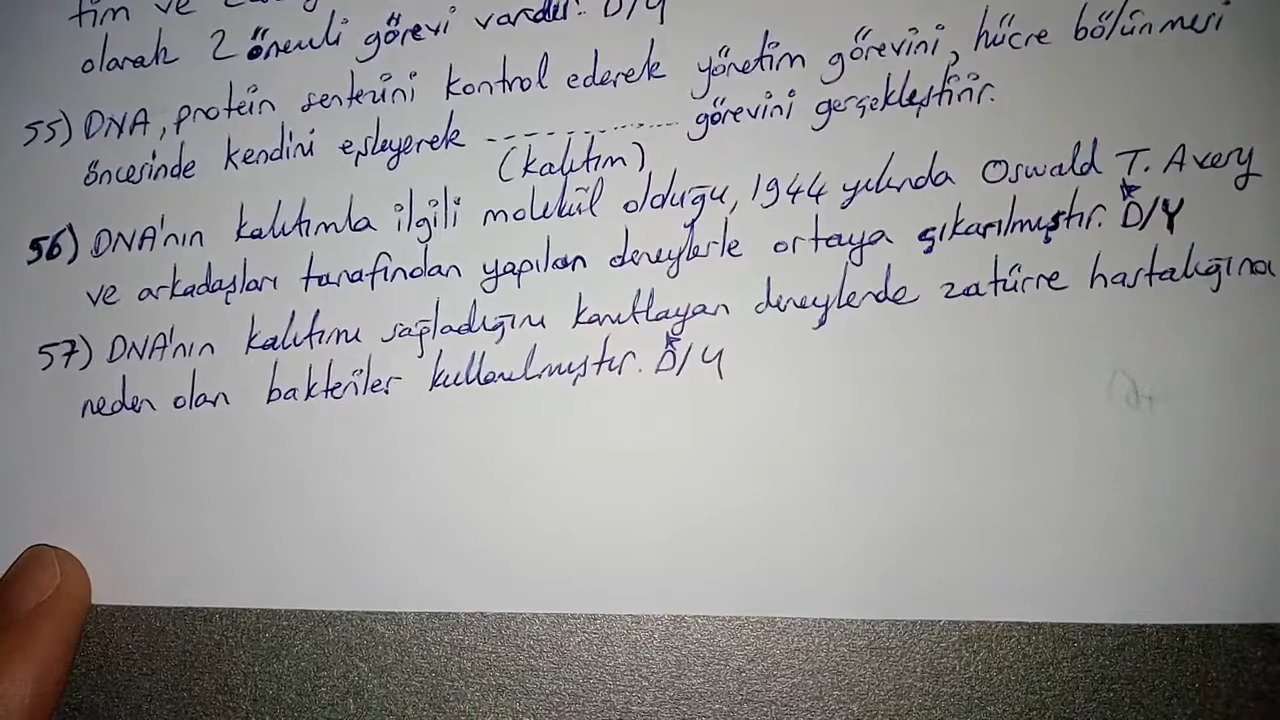 tim ve
olarak 2 önemli görevi vardır. D/Y
55) DNA, protein sentezini kontrol ederek yönetim görevini, hücre bölünmesi
öncesinde kendini eşleyerek ---------- görevini gerçekleştirir.
(kalıtım)
56) DNA'nın kalıtımla ilgili molekül olduğu, 1944 yılında Oswald T. Avery
ve arkadaşları tarafından yapılan deneylerle ortaya çıkarılmıştır. D/Y
57) DNA'nın kalıtımı sağladığını kanıtlayan deneylerde zatürre hastalığına
neden olan bakteriler kullanılmıştır. D/Y